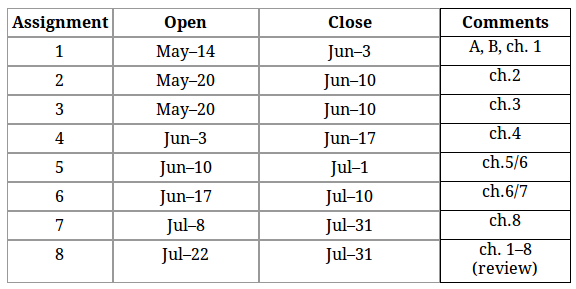 Assignment Open Close Comments
1 May–14 Jun–3 A, B, ch. 1
2 May–20 Jun–10 ch.2
3 May–20 Jun–10 ch.3
4 Jun–3 Jun–17 ch.4
5 Jun–10 Jul–1 ch.5/6
6 Jun–17 Jul–10 ch.6/7
7 Jul–8 Jul–31 ch.8
8 Jul–22 Jul–31 ch. 1–8
(review)